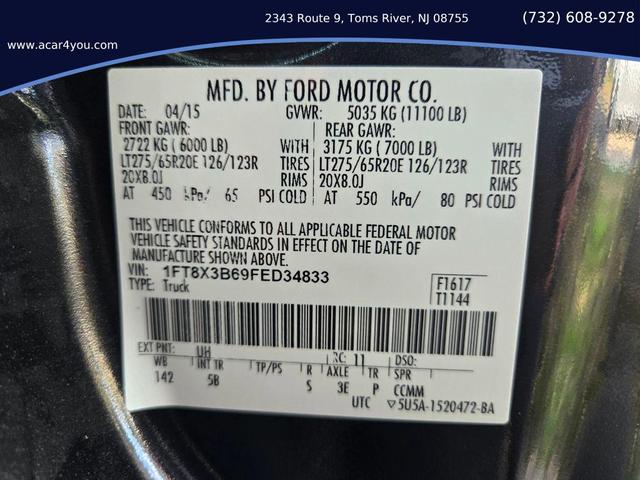 2343 Route 9, Toms River, NJ 08755
(732) 608-9278
www.acar4you.com
MFD. BY FORD MOTOR CO.
DATE: 04/15 GVWR: 5035 KG (11100 LB)
FRONT GAWR: REAR GAWR:
2722 KG ( 6000 LB) WITH 3175 KG ( 7000 LB) WITH
LT275/65R20E 126/123R TIRES LT275/65R20E 126/123R TIRES
20X8.0J RIMS 20X8.0J RIMS
AT 450 kPa/ 65 PSI COLD AT 550 kPa/ 80 PSI COLD
THIS VEHICLE CONFORMS TO ALL APPLICABLE FEDERAL MOTOR
VEHICLE SAFETY STANDARDS IN EFFECT ON THE DATE OF
MANUFACTURE SHOWN ABOVE.
VIN: 1FT8X3B69FED34833
TYPE: Truck
F1617
T1144
EXT PNT: UH RC: 11 DSO:
WB INT TR TP/PS R AXLE TR SPR
142 5B S 3E P CCMM
UTC ▽5U5A-1520472-BA